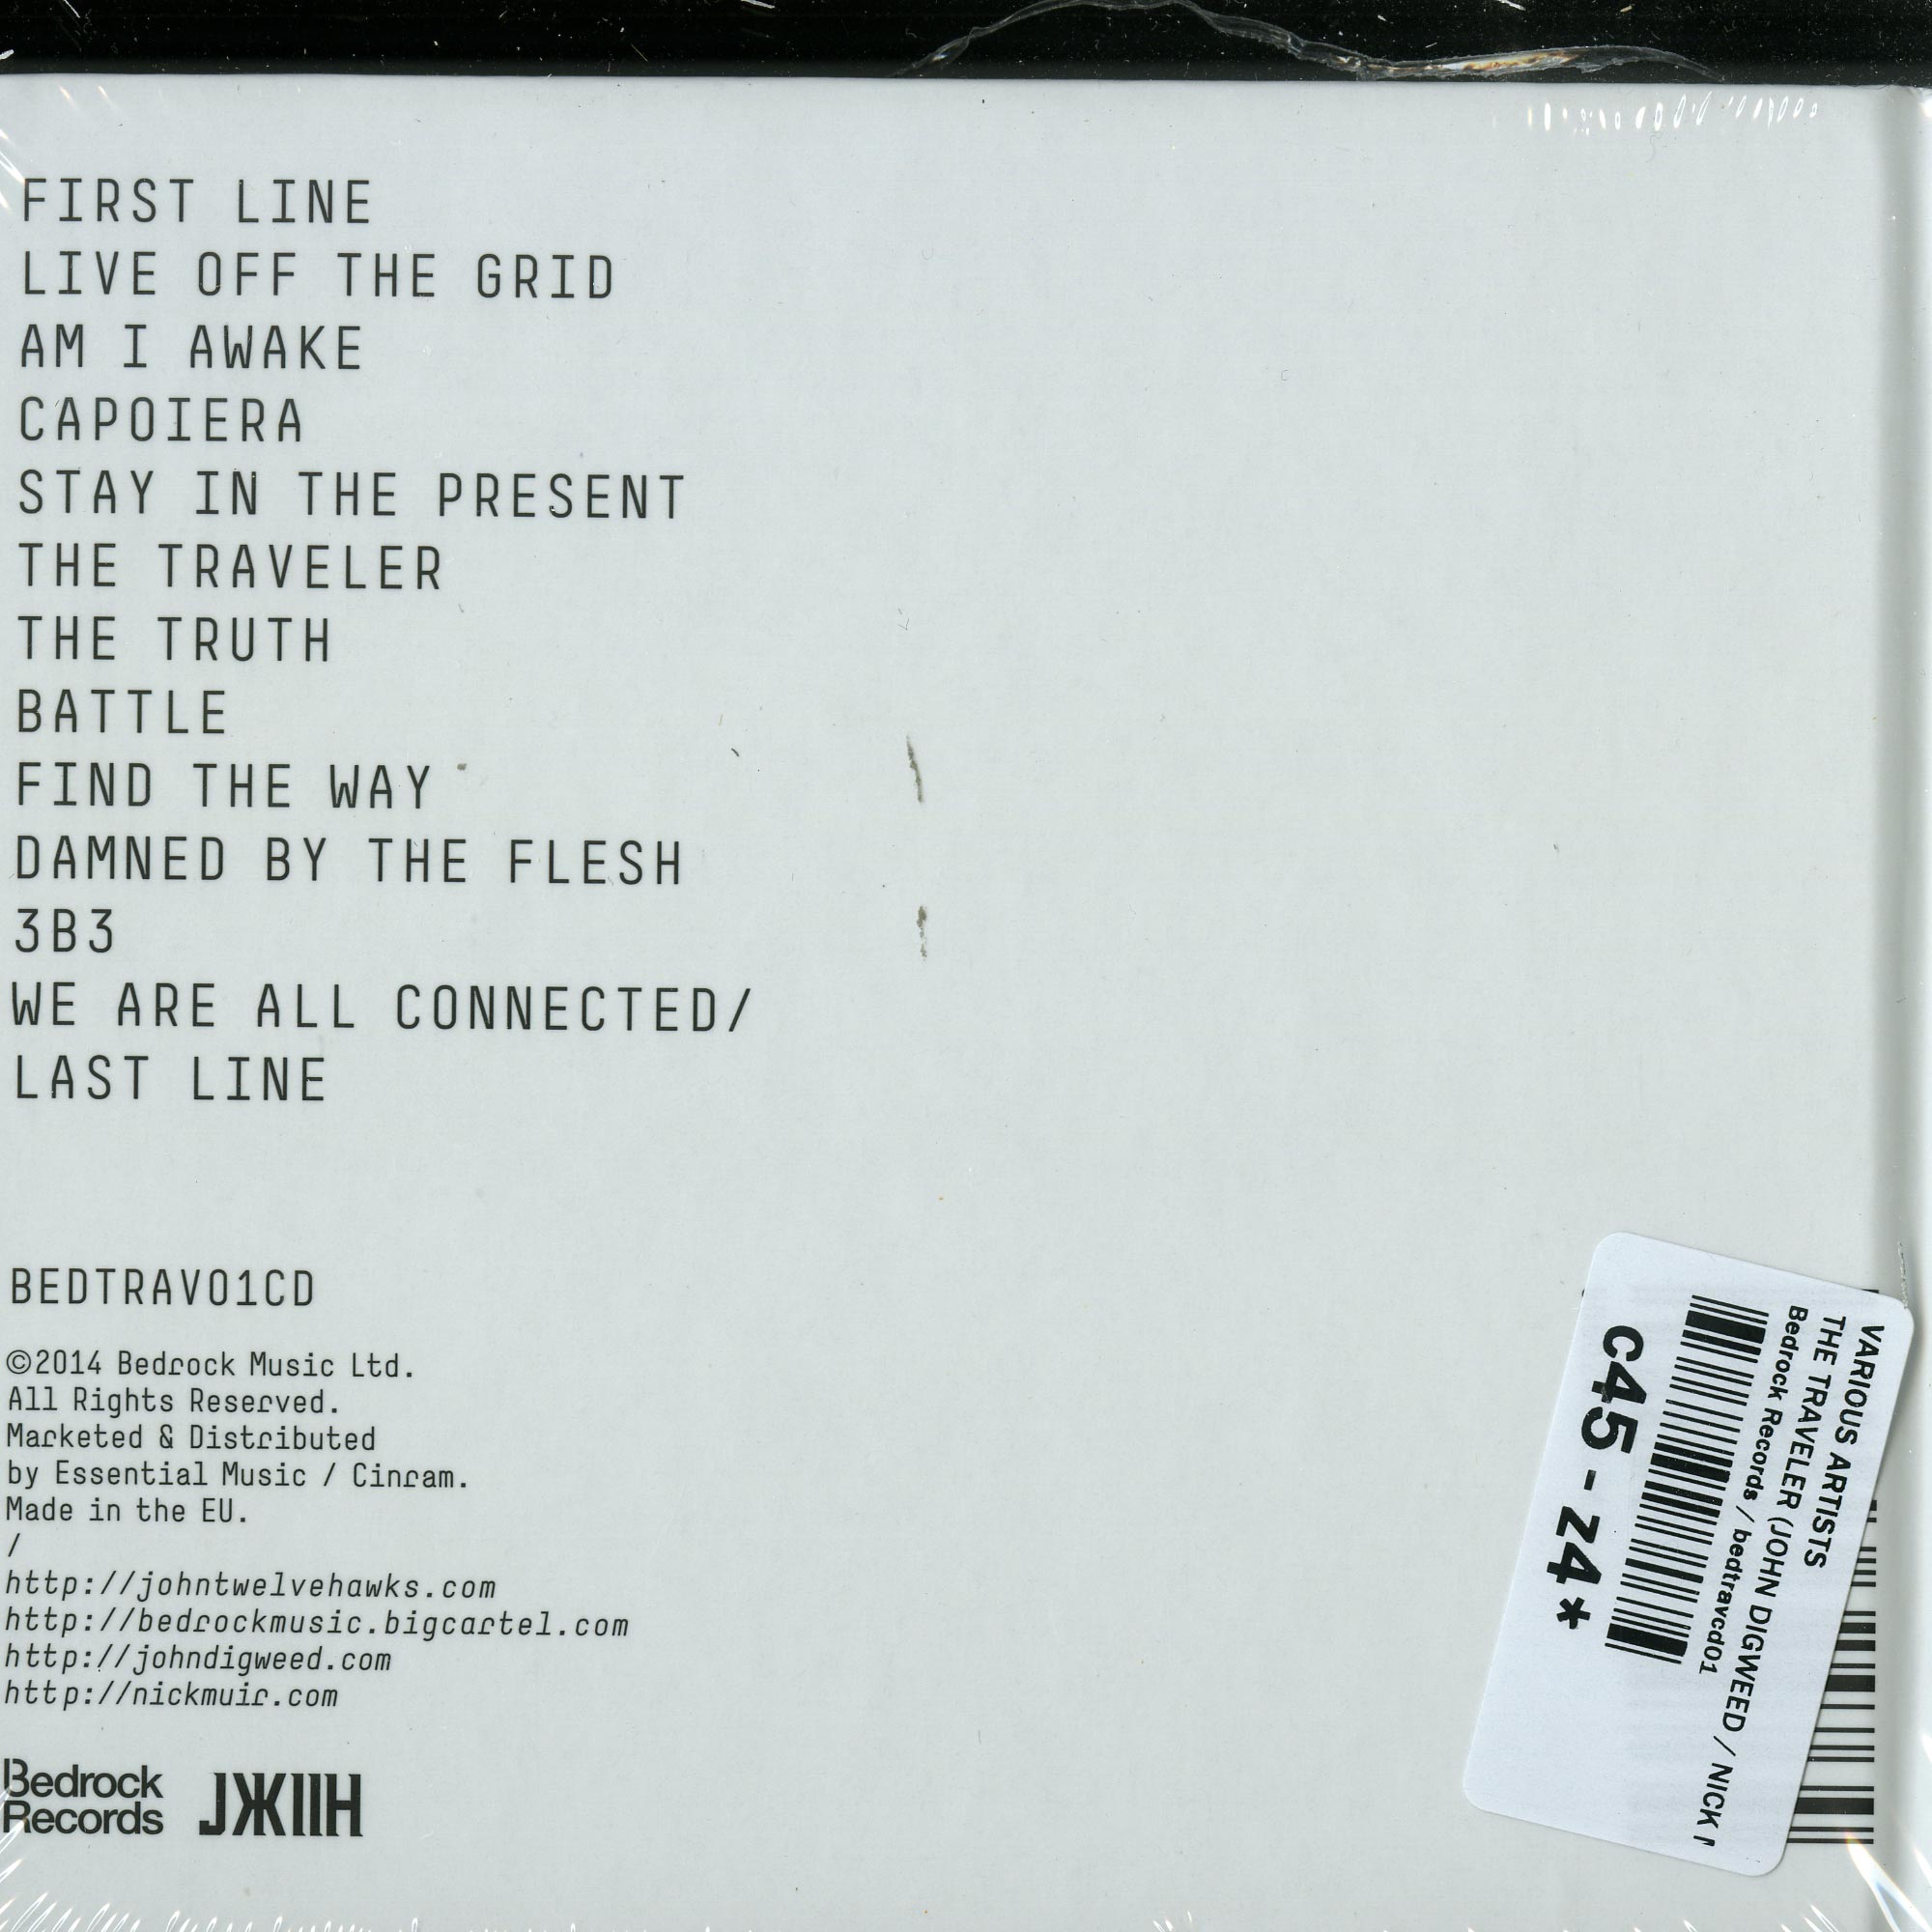 FIRST LINE
LIVE OFF THE GRID
AM I AWAKE
CAPOIERA
STAY IN THE PRESENT
THE TRAVELER
THE TRUTH
BATTLE
FIND THE WAY
DAMNED BY THE FLESH
3B3
WE ARE ALL CONNECTED/
LAST LINE
BEDTRAV01CD
©2014 Bedrock Music Ltd.
All Rights Reserved.
Marketed & Distributed
by Essential Music / Cinram.
Made in the EU.
/
http://johntwelvehawks.com
http://bedrockmusic.bigcartel.com
http://johndigweed.com
http://nickmuir.com
Bedrock
Records
VARIOUS ARTISTS
THE TRAVELER (JOHN DIGWEED / NICK
Bedrock Records / bedtravcd01
c45 - z4*